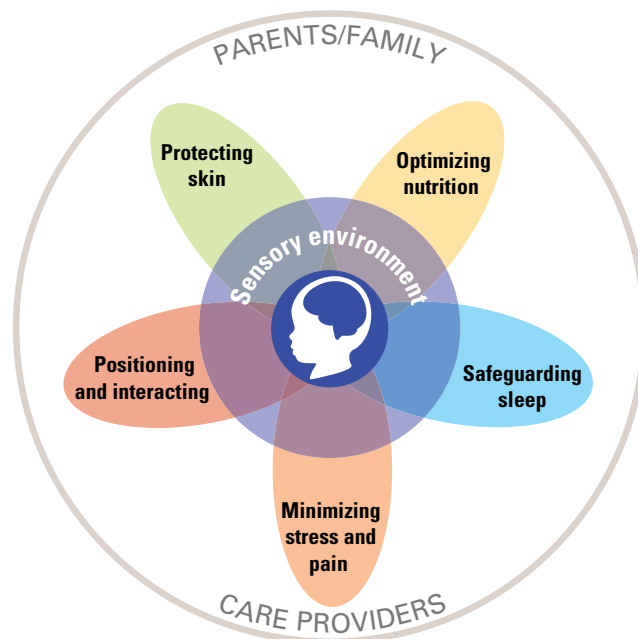 PARENTS/FAMILY
Protecting
skin
Optimizing
nutrition
Sensory environment
Positioning
and interacting
Safeguarding
sleep
Minimizing
stress and
pain
CARE PROVIDERS